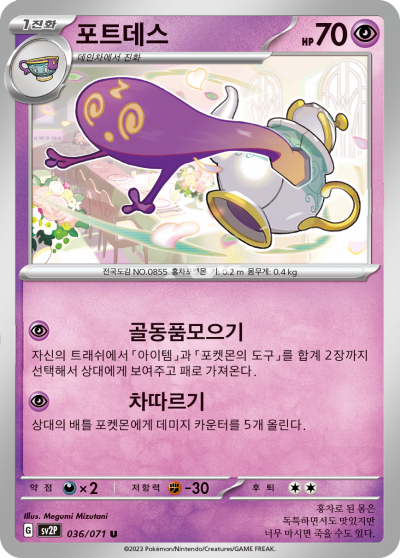 1진화
포트데스
HP 70
데인차에서 진화
전국도감 NO.0855 홍차포켓몬 키: 0.2 m 몸무게: 0.4 kg
골동품모으기
자신의 트래쉬에서 「아이템」과 「포켓몬의 도구」를 합계 2장까지
선택해서 상대에게 보여주고 패로 가져온다.
차따르기
상대의 배틀 포켓몬에게 데미지 카운터를 5개 올린다.
약점 ×2 저항력 -30 후퇴
Illus. Megumi Mizutani
G SV2P 036/071 U
홍차로 된 몸은
독특하면서도 맛있지만
너무 마시면 죽을 수도 있다.
©2023 Pokémon/Nintendo/Creatures/GAME FREAK.